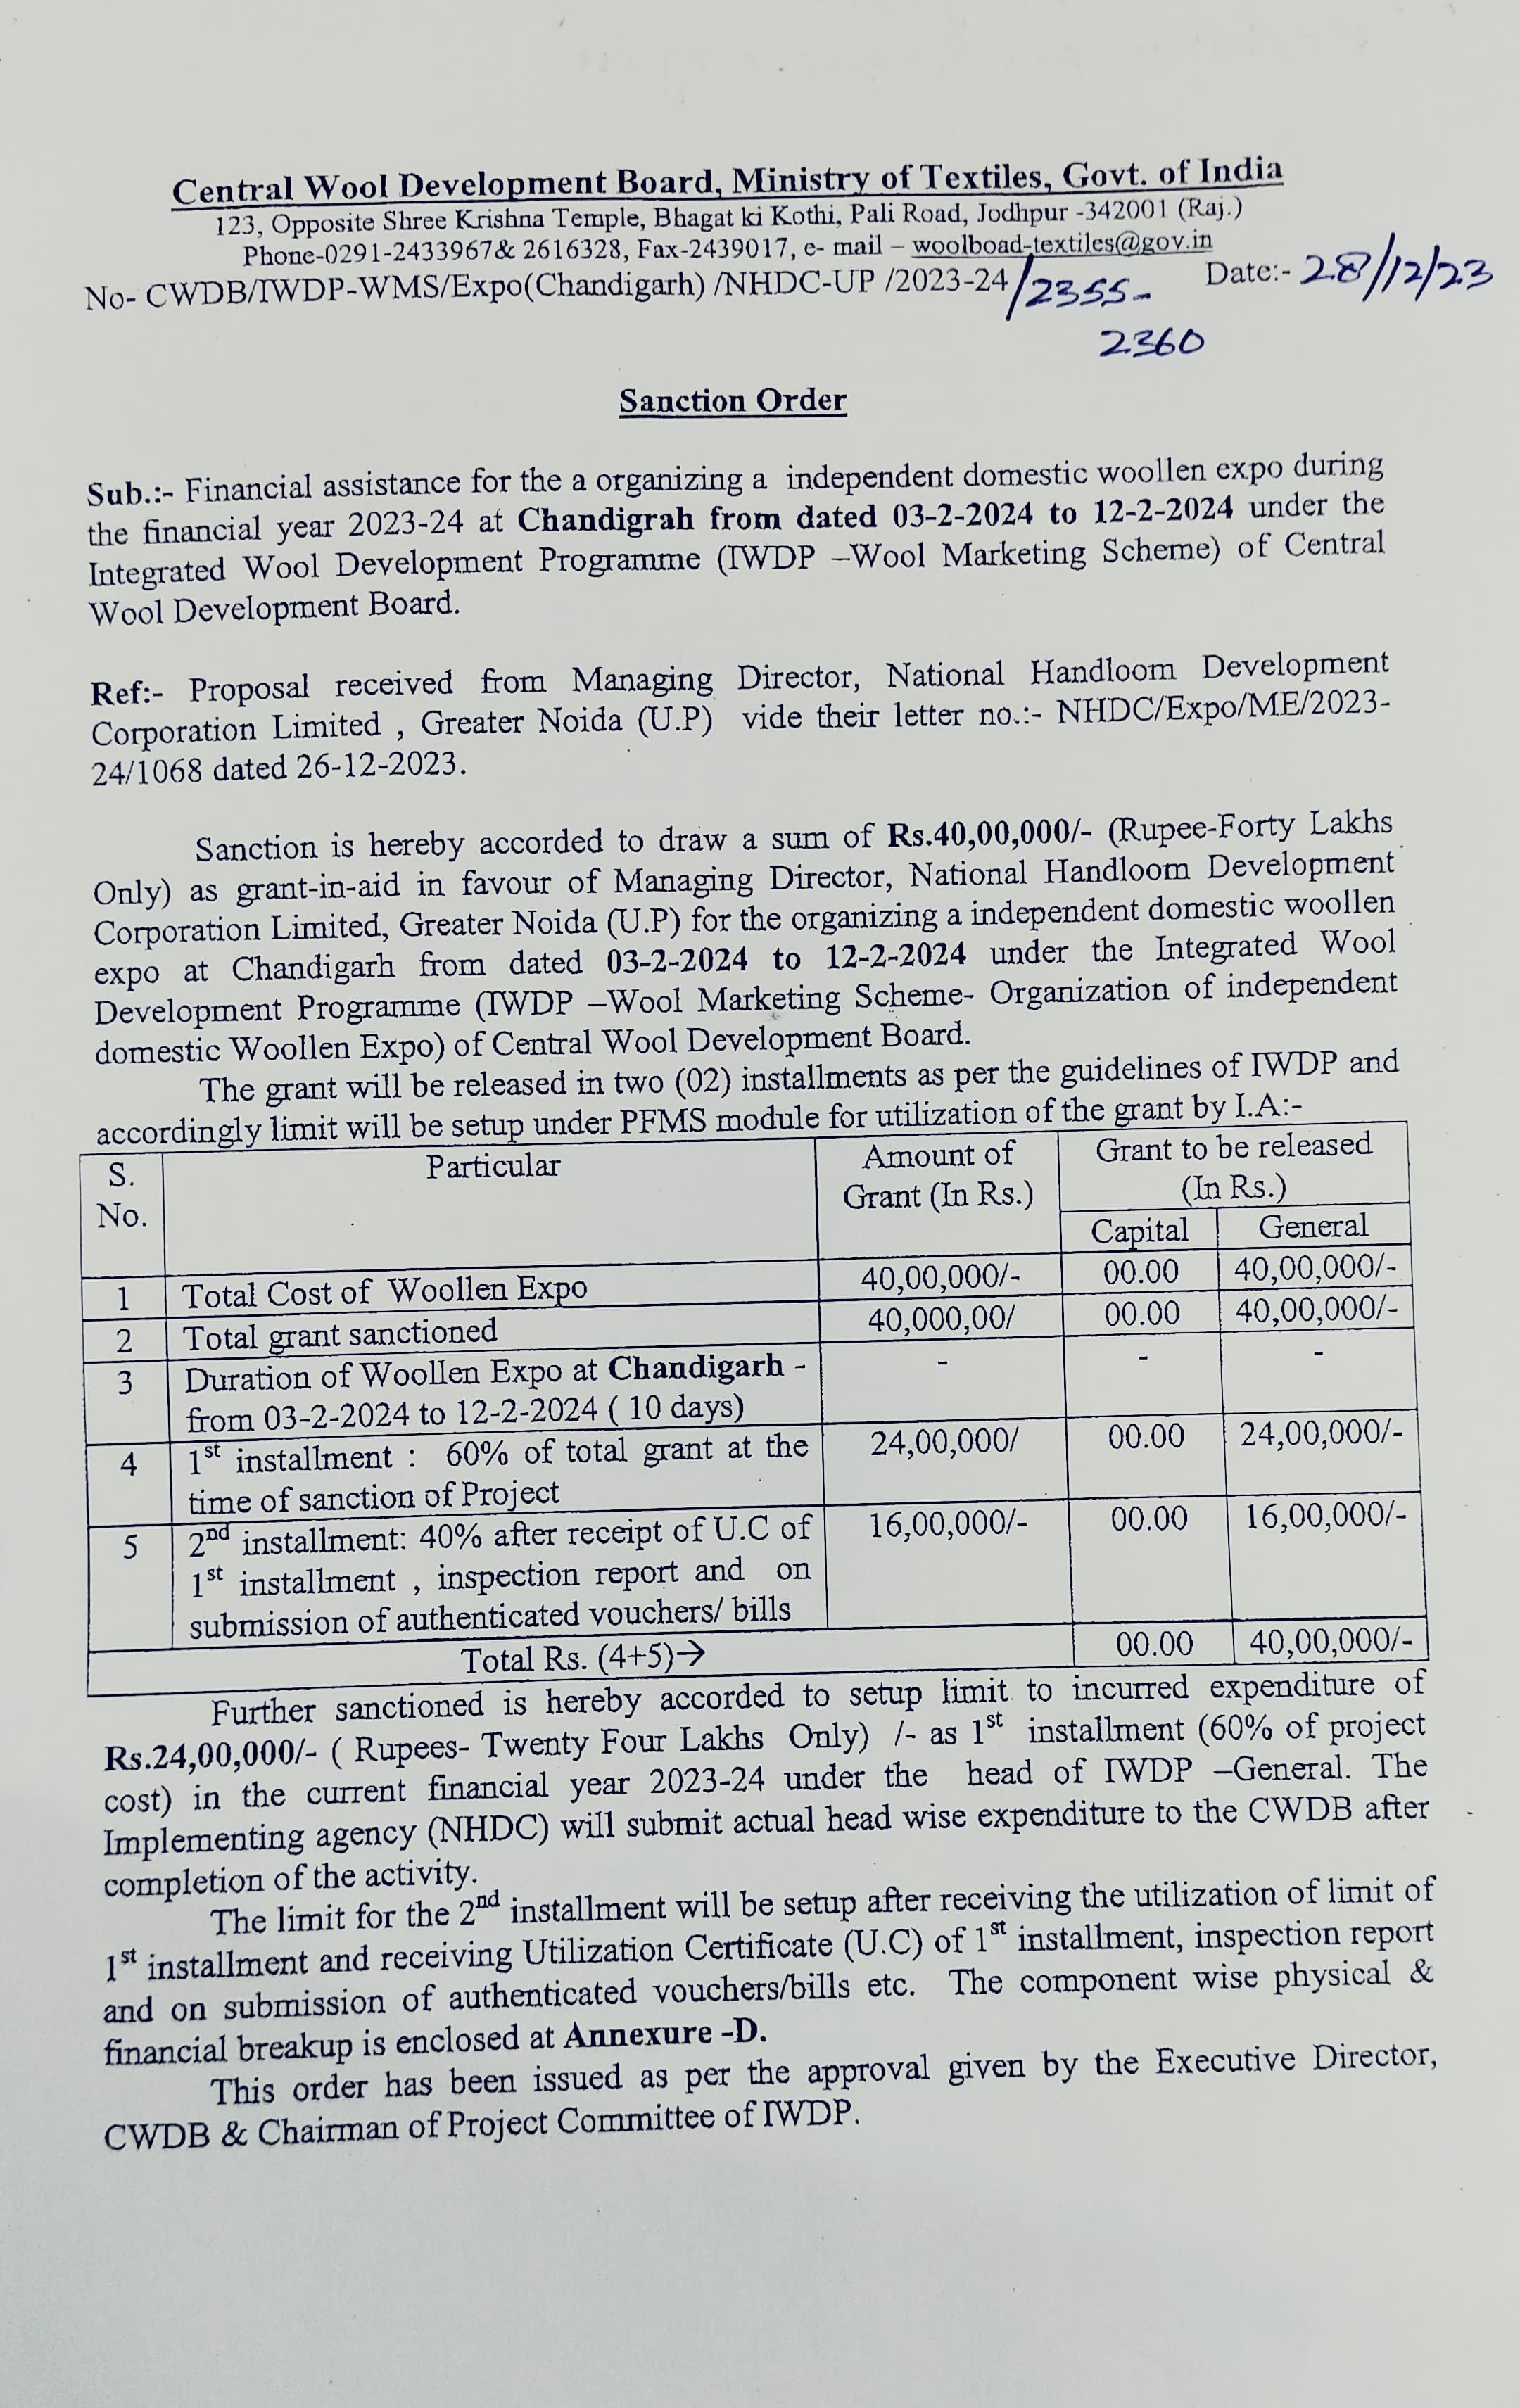 Central Wool Development Board, Ministry of Textiles, Govt. of India
123, Opposite Shree Krishna Temple, Bhagat ki Kothi, Pali Road, Jodhpur -342001 (Raj.)
Phone-0291-2433967& 2616328, Fax-2439017, e- mail – woolboad-textiles@gov.in
No- CWDB/IWDP-WMS/Expo(Chandigarh) /NHDC-UP /2023-24/2355- Date:- 28/12/23
2360
Sanction Order
Sub.:- Financial assistance for the a organizing a independent domestic woollen expo during
the financial year 2023-24 at Chandigrah from dated 03-2-2024 to 12-2-2024 under the
Integrated Wool Development Programme (IWDP –Wool Marketing Scheme) of Central
Wool Development Board.
Ref:- Proposal received from Managing Director, National Handloom Development
Corporation Limited , Greater Noida (U.P) vide their letter no.:- NHDC/Expo/ME/2023-
24/1068 dated 26-12-2023.
Sanction is hereby accorded to draw a sum of Rs.40,00,000/- (Rupee-Forty Lakhs
Only) as grant-in-aid in favour of Managing Director, National Handloom Development
Corporation Limited, Greater Noida (U.P) for the organizing a independent domestic woollen
expo at Chandigarh from dated 03-2-2024 to 12-2-2024 under the Integrated Wool
Development Programme (IWDP –Wool Marketing Scheme- Organization of independent
domestic Woollen Expo) of Central Wool Development Board.
The grant will be released in two (02) installments as per the guidelines of IWDP and
accordingly limit will be setup under PFMS module for utilization of the grant by I.A:-
S. Particular Amount of Grant to be released
No. Grant (In Rs.) (In Rs.)
Capital General
1 Total Cost of Woollen Expo 40,00,000/- 00.00 40,00,000/-
2 Total grant sanctioned 40,000,00/ 00.00 40,00,000/-
3 Duration of Woollen Expo at Chandigarh - - - -
from 03-2-2024 to 12-2-2024 ( 10 days)
4 1st installment : 60% of total grant at the 24,00,000/ 00.00 24,00,000/-
time of sanction of Project
5 2nd installment: 40% after receipt of U.C of 16,00,000/- 00.00 16,00,000/-
1st installment , inspection report and on
submission of authenticated vouchers/ bills
Total Rs. (4+5)→ 00.00 40,00,000/-
Further sanctioned is hereby accorded to setup limit to incurred expenditure of
Rs.24,00,000/- ( Rupees- Twenty Four Lakhs Only) /- as 1st installment (60% of project
cost) in the current financial year 2023-24 under the head of IWDP –General. The
Implementing agency (NHDC) will submit actual head wise expenditure to the CWDB after
completion of the activity.
The limit for the 2nd installment will be setup after receiving the utilization of limit of
1st installment and receiving Utilization Certificate (U.C) of 1st installment, inspection report
and on submission of authenticated vouchers/bills etc. The component wise physical &
financial breakup is enclosed at Annexure -D.
This order has been issued as per the approval given by the Executive Director,
CWDB & Chairman of Project Committee of IWDP.